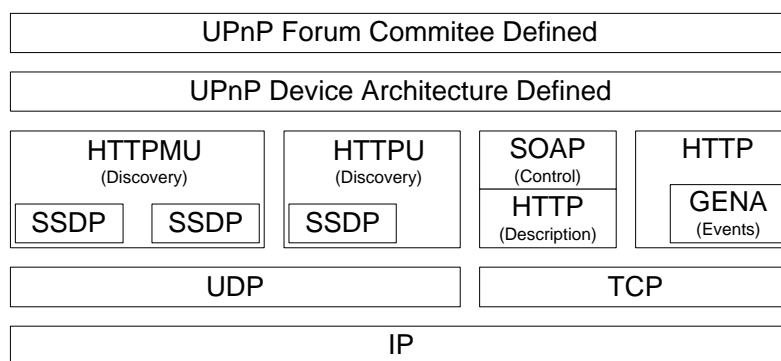 UPnP Forum Commitee Defined
UPnP Device Architecture Defined
HTTPMU
(Discovery)
SSDP
SSDP
HTTPU
(Discovery)
SSDP
SOAP
(Control)
HTTP
(Description)
HTTP
GENA
(Events)
UDP
TCP
IP